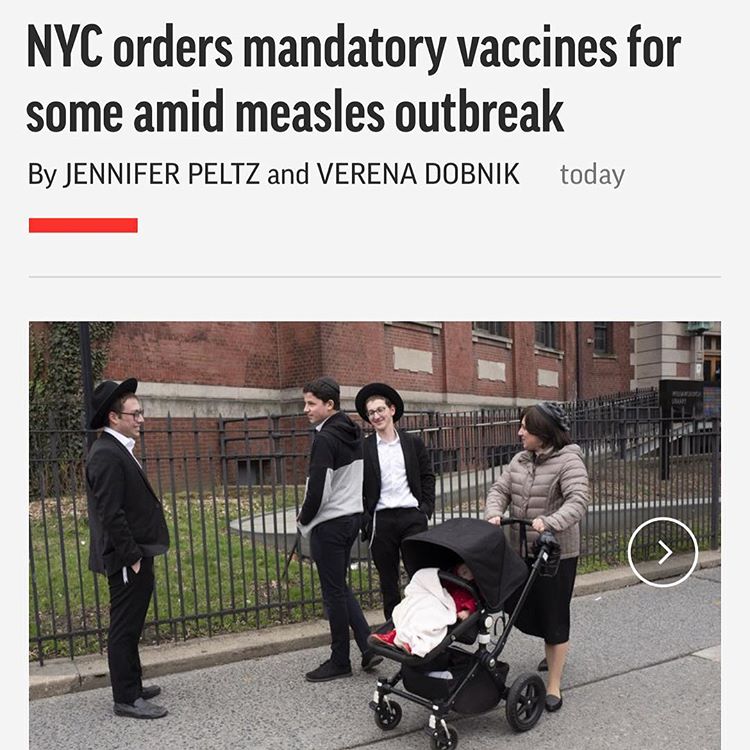 NYC orders mandatory vaccines for
some amid measles outbreak
By JENNIFER PELTZ and VERENA DOBNIK today